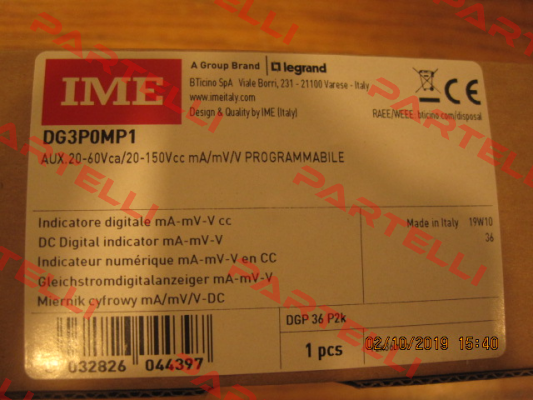 IME
A Group Brand
legrand
BTicino SpA Viale Borri, 231 - 21100 Varese - Italy
www.imeitaly.com
Design & Quality by IME (Italy)
CE
RAEE/WEEE: bticino.com/disposal
DG3P0MP1
AUX.20-60Vca/20-150Vcc mA/mV/V PROGRAMMABILE
Indicatore digitale mA-mV-V cc
DC Digital indicator mA-mV-V
Indicateur numérique mA-mV-V en CC
Gleichstromdigitalanzeiger mA-mV-V
Miernik cyfrowy mA/mV/V-DC
Made in Italy 19W10
36
DGP 36 P2k
1 pcs
032826 044397
02/10/2019 15:40
PARTELLI
PARTELLI
PARTELLI
PARTELLI
PARTELLI